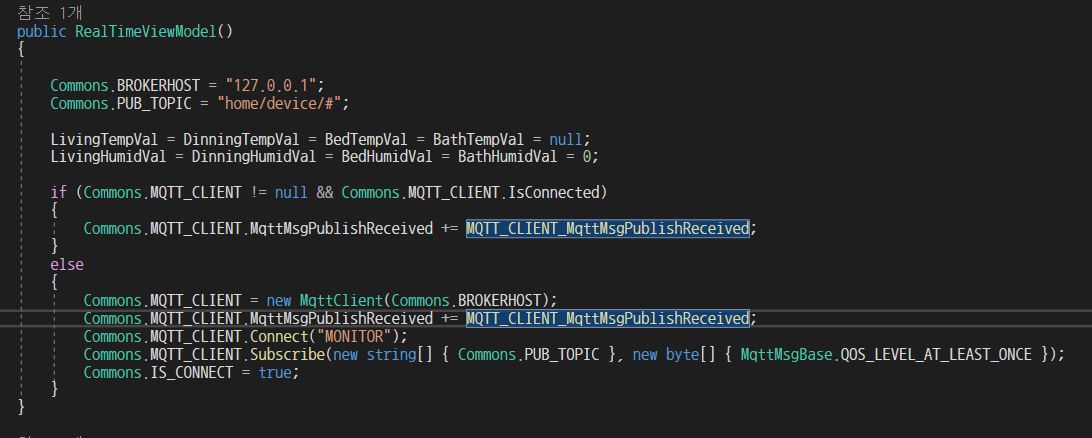 참조 1개
public RealTimeViewModel()
{
Commons.BROKERHOST = "127.0.0.1";
Commons.PUB_TOPIC = "home/device/#";
LivingTempVal = DinningTempVal = BedTempVal = BathTempVal = null;
LivingHumidVal = DinningHumidVal = BedHumidVal = BathHumidVal = 0;
if (Commons.MQTT_CLIENT != null && Commons.MQTT_CLIENT.IsConnected)
{
Commons.MQTT_CLIENT.MqttMsgPublishReceived += MQTT_CLIENT_MqttMsgPublishReceived;
}
else
{
Commons.MQTT_CLIENT = new MqttClient(Commons.BROKERHOST);
Commons.MQTT_CLIENT.MqttMsgPublishReceived += MQTT_CLIENT_MqttMsgPublishReceived;
Commons.MQTT_CLIENT.Connect("MONITOR");
Commons.MQTT_CLIENT.Subscribe(new string[] { Commons.PUB_TOPIC }, new byte[] { MqttMsgBase.QOS_LEVEL_AT_LEAST_ONCE });
Commons.IS_CONNECT = true;
}
}